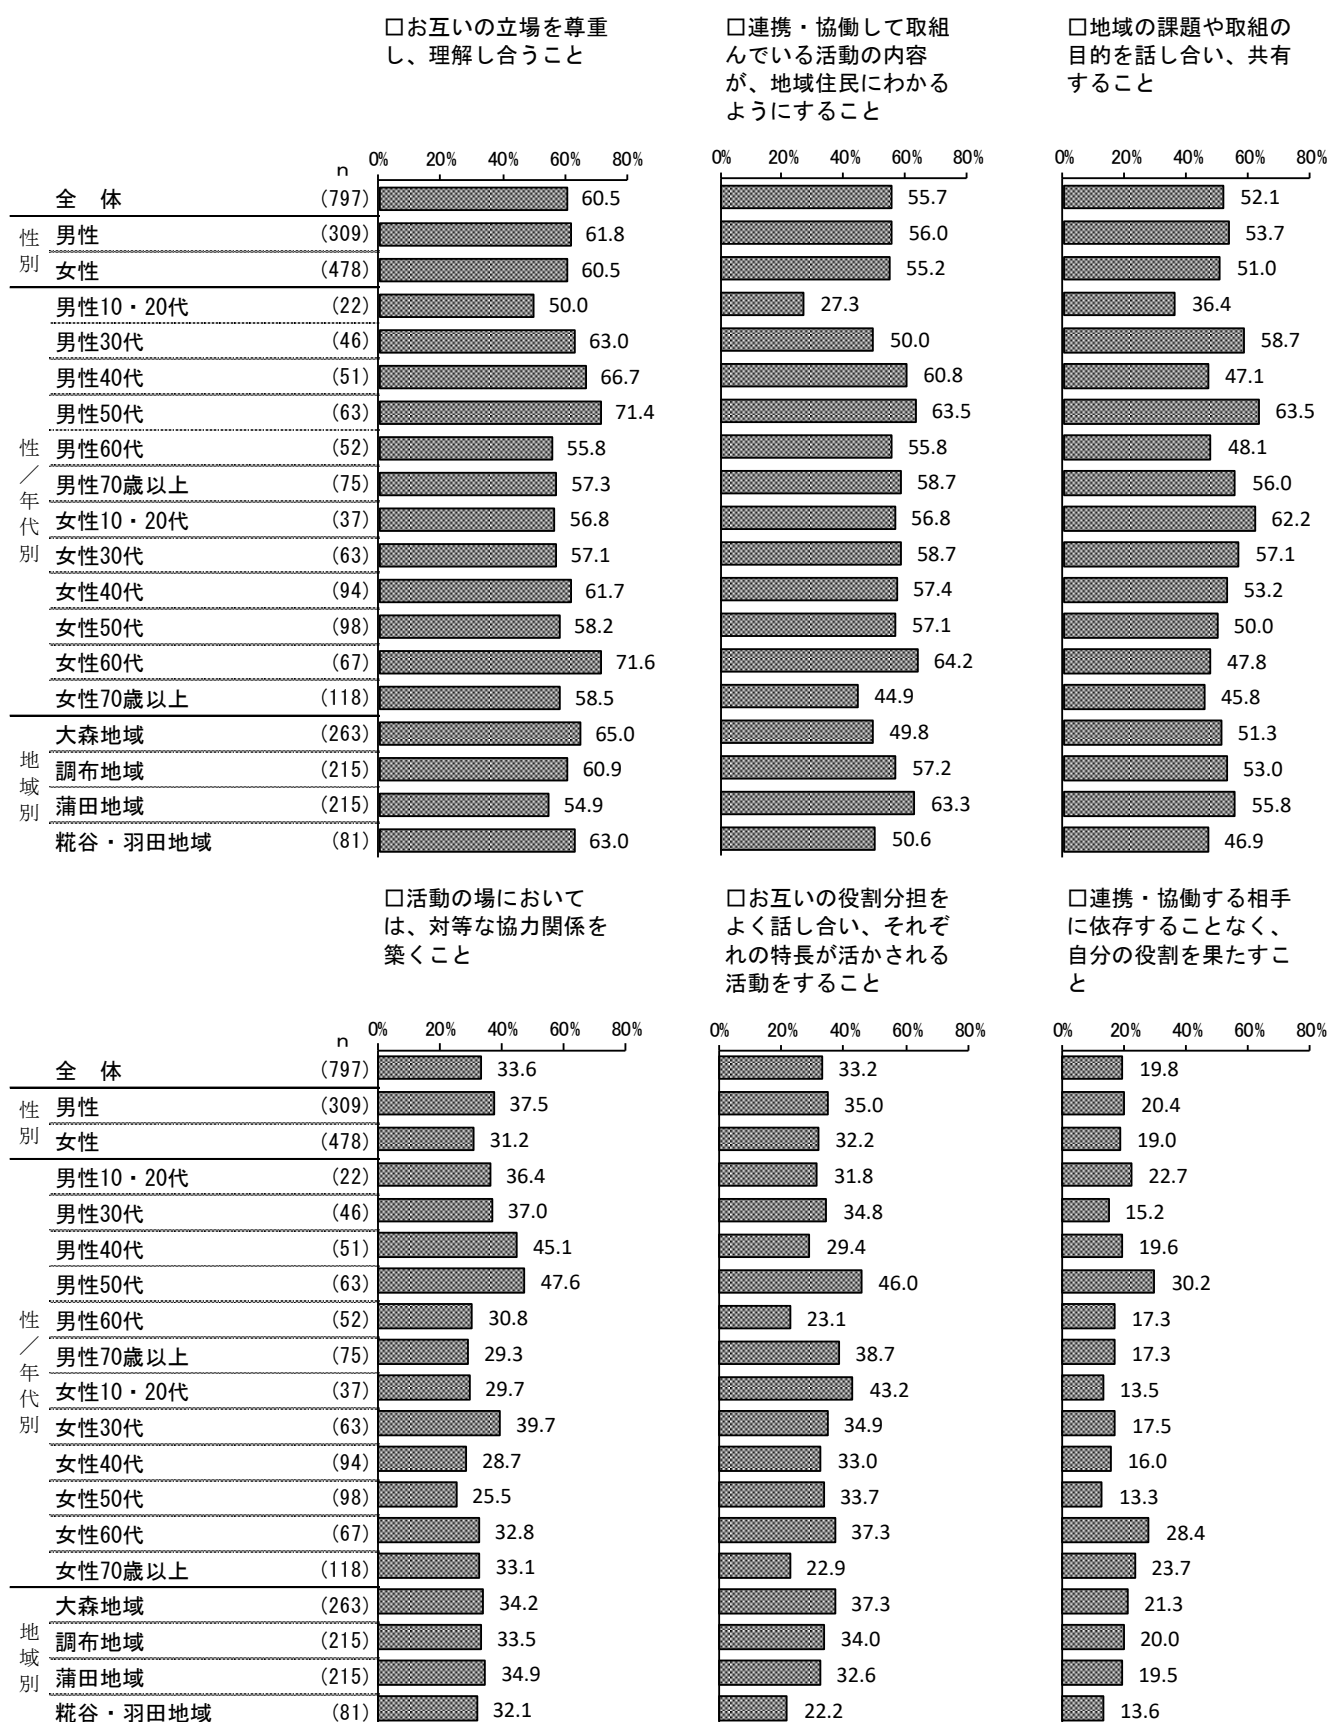 □お互いの立場を尊重
し、理解し合うこと
□連携・協働して取組
んでいる活動の内容
が、地域住民にわかる
ようにすること
□地域の課題や取組の
目的を話し合い、共有
すること
n 0% 20% 40% 60% 80% 0% 20% 40% 60% 80% 0% 20% 40% 60% 80%
全 体 (797) 60.5 55.7 52.1
性別
男性 (309) 61.8 56.0 53.7
女性 (478) 60.5 55.2 51.0
性／年代別
男性10・20代 (22) 50.0 27.3 36.4
男性30代 (46) 63.0 50.0 58.7
男性40代 (51) 66.7 60.8 47.1
男性50代 (63) 71.4 63.5 63.5
男性60代 (52) 55.8 55.8 48.1
男性70歳以上 (75) 57.3 58.7 56.0
女性10・20代 (37) 56.8 56.8 62.2
女性30代 (63) 57.1 58.7 57.1
女性40代 (94) 61.7 57.4 53.2
女性50代 (98) 58.2 57.1 50.0
女性60代 (67) 71.6 64.2 47.8
女性70歳以上 (118) 58.5 44.9 45.8
地域別
大森地域 (263) 65.0 49.8 51.3
調布地域 (215) 60.9 57.2 53.0
蒲田地域 (215) 54.9 63.3 55.8
糀谷・羽田地域 (81) 63.0 50.6 46.9
□活動の場において
は、対等な協力関係を
築くこと
□お互いの役割分担を
よく話し合い、それぞ
れの特長が活かされる
活動をすること
□連携・協働する相手
に依存することなく、
自分の役割を果たすこ
と
n 0% 20% 40% 60% 80% 0% 20% 40% 60% 80% 0% 20% 40% 60% 80%
全 体 (797) 33.6 33.2 19.8
性別
男性 (309) 37.5 35.0 20.4
女性 (478) 31.2 32.2 19.0
性／年代別
男性10・20代 (22) 36.4 31.8 22.7
男性30代 (46) 37.0 34.8 15.2
男性40代 (51) 45.1 29.4 19.6
男性50代 (63) 47.6 46.0 30.2
男性60代 (52) 30.8 23.1 17.3
男性70歳以上 (75) 29.3 38.7 17.3
女性10・20代 (37) 29.7 43.2 13.5
女性30代 (63) 39.7 34.9 17.5
女性40代 (94) 28.7 33.0 16.0
女性50代 (98) 25.5 33.7 13.3
女性60代 (67) 32.8 37.3 28.4
女性70歳以上 (118) 33.1 22.9 23.7
地域別
大森地域 (263) 34.2 37.3 21.3
調布地域 (215) 33.5 34.0 20.0
蒲田地域 (215) 34.9 32.6 19.5
糀谷・羽田地域 (81) 32.1 22.2 13.6